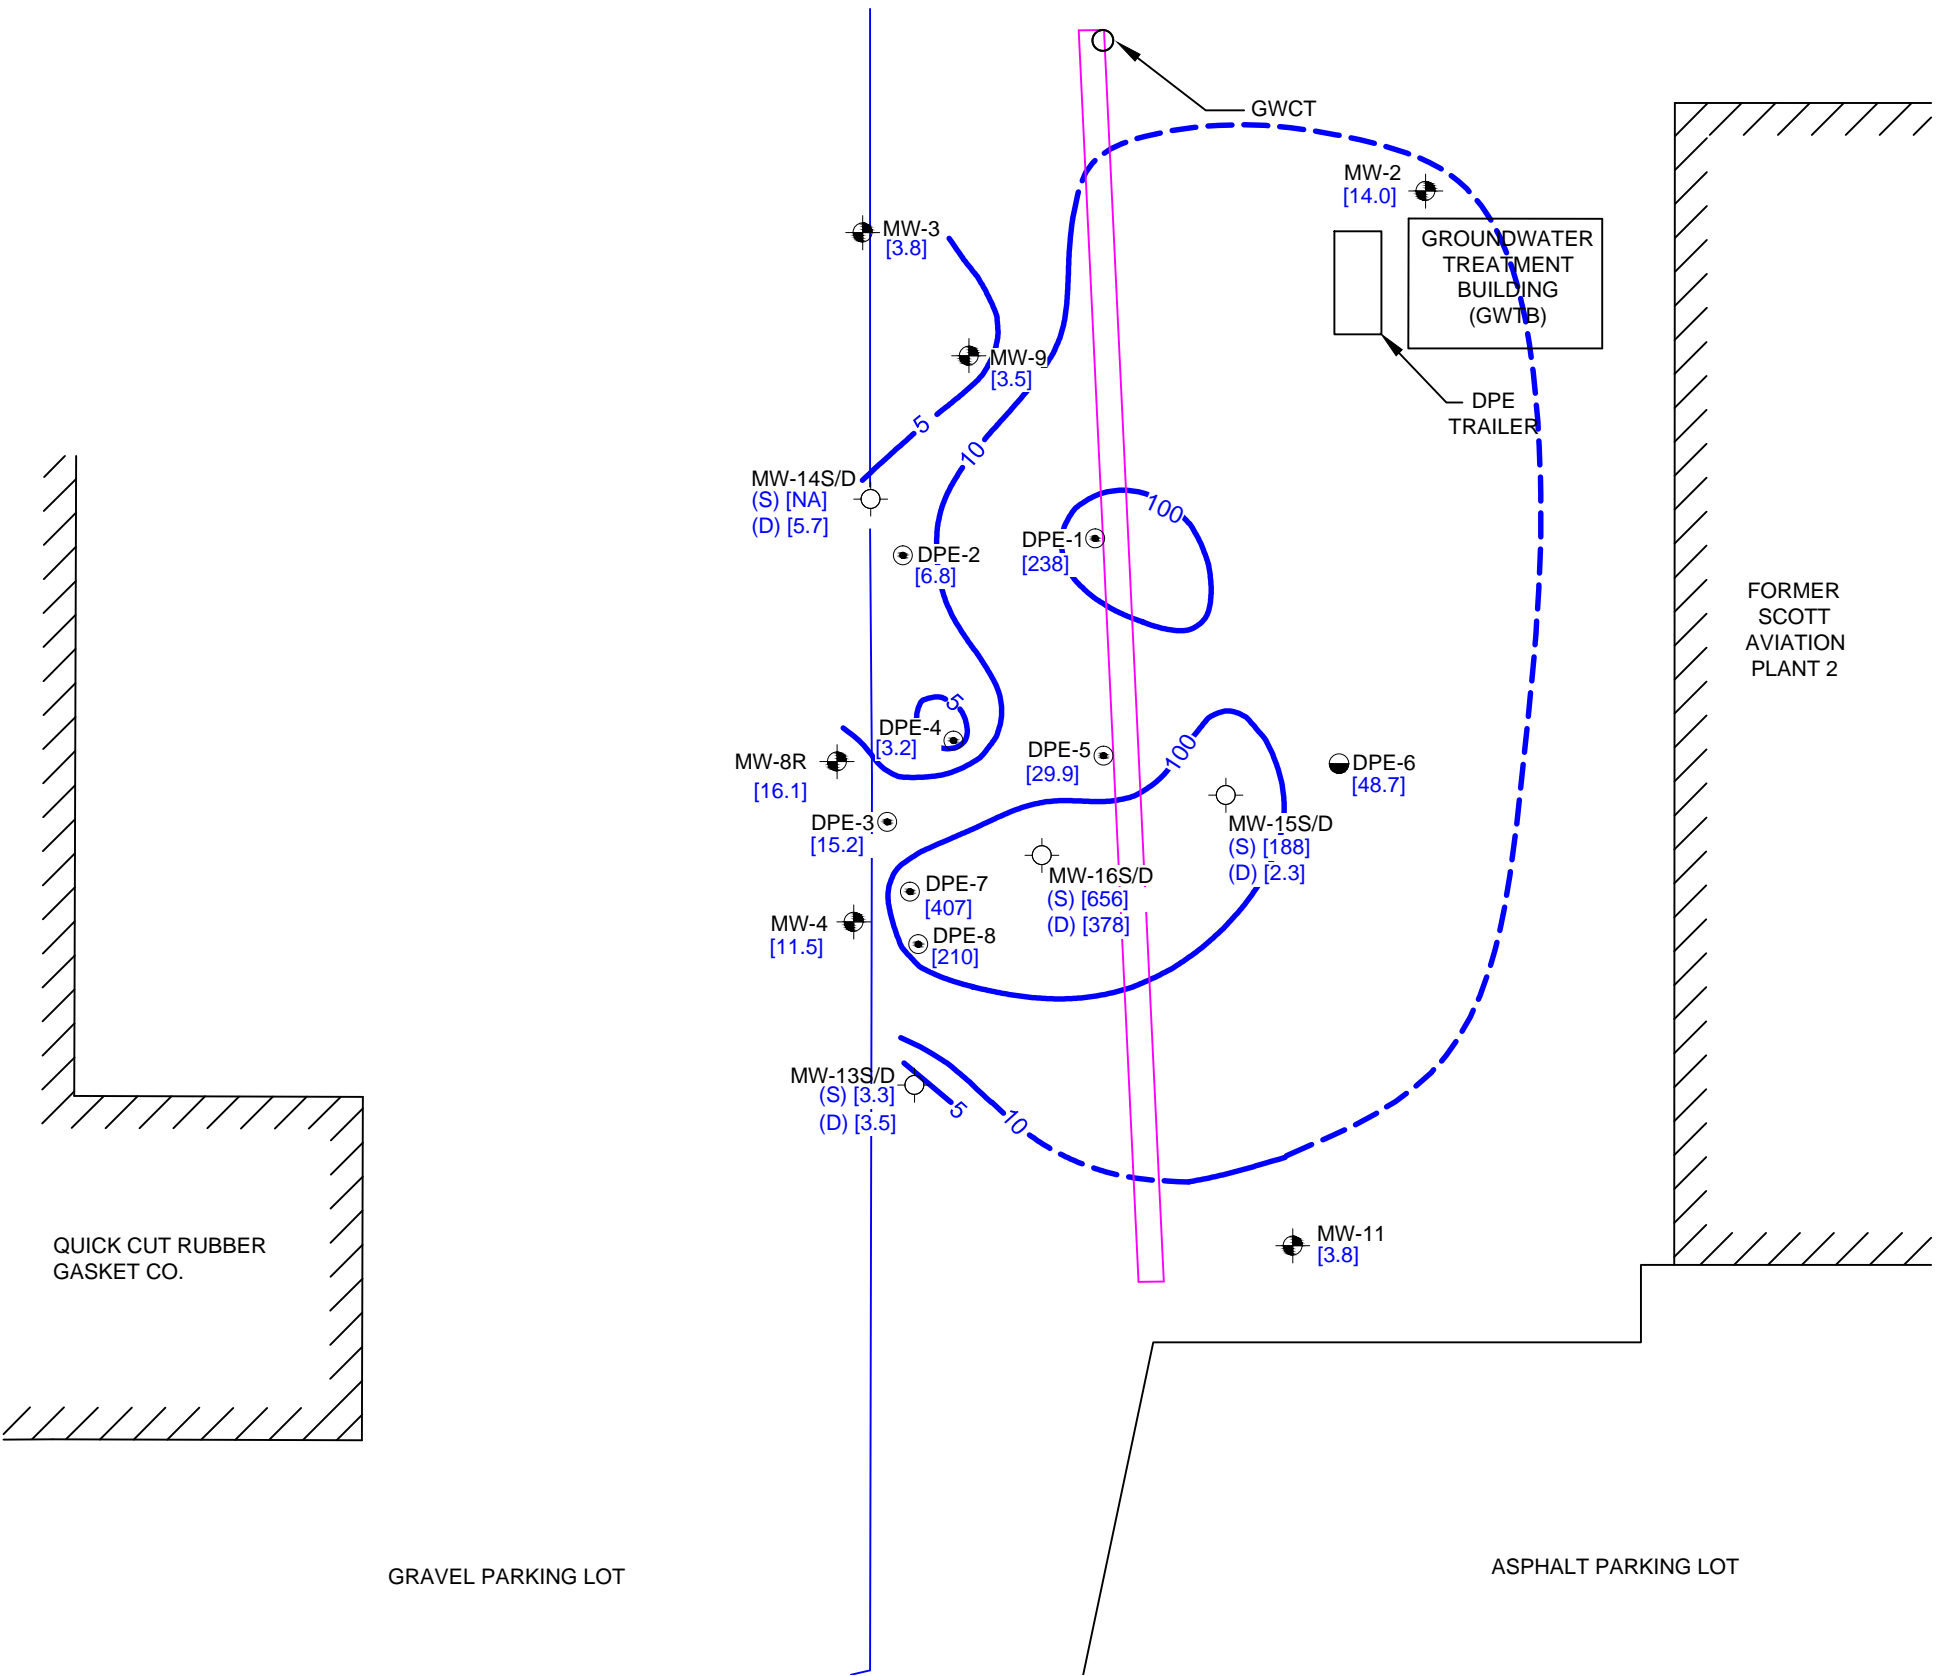 GWCT
MW-2
[14.0]
MW-3
[3.8]
GROUNDWATER
TREATMENT
BUILDING
(GWTB)
MW-9
[3.5]
DPE
TRAILER
5
10
MW-14S/D
(S) [NA]
(D) [5.7]
100
DPE-1
[238]
DPE-2
[6.8]
FORMER
SCOTT
AVIATION
PLANT 2
5
DPE-4
[3.2]
DPE-5
[29.9]
100
MW-8R
[16.1]
DPE-6
[48.7]
DPE-3
[15.2]
MW-15S/D
(S) [188]
(D) [2.3]
MW-16S/D
(S) [656]
(D) [378]
DPE-7
[407]
MW-4
[11.5]
DPE-8
[210]
MW-13S/D
(S) [3.3]
(D) [3.5]
5
10
MW-11
[3.8]
QUICK CUT RUBBER
GASKET CO.
GRAVEL PARKING LOT
ASPHALT PARKING LOT